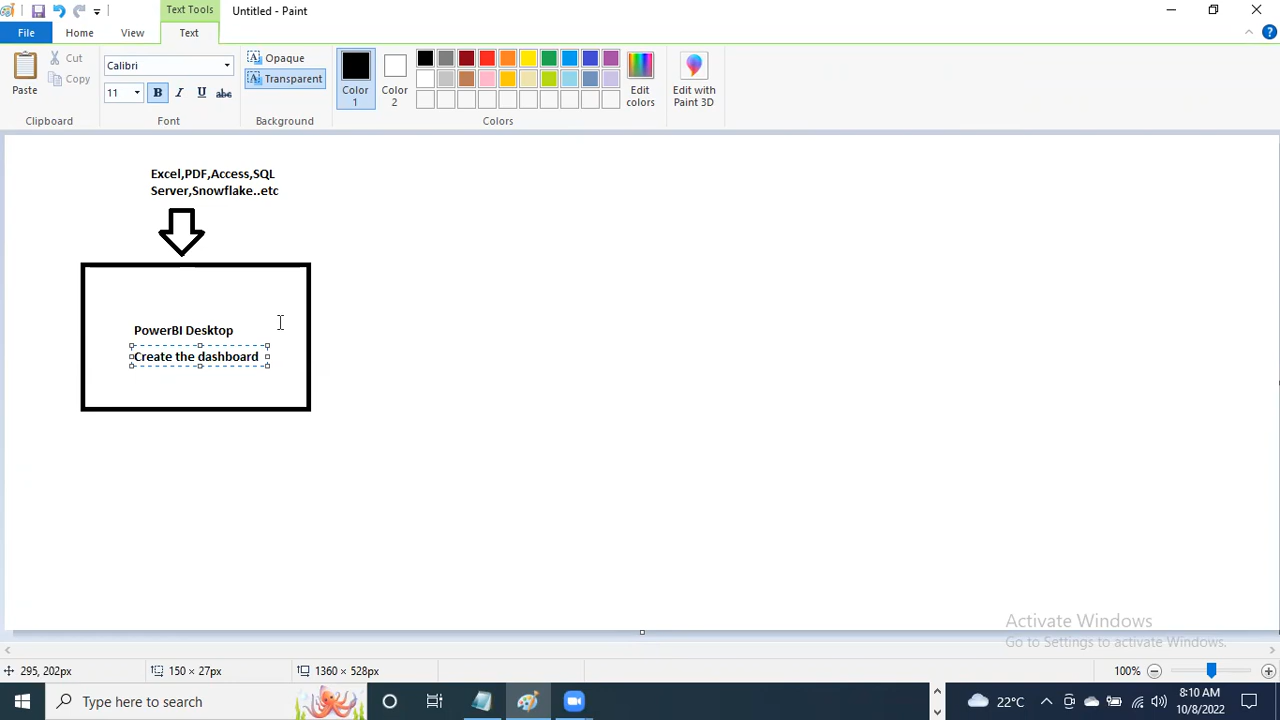 Text Tools
Untitled - Paint
File
Home
View
Text
Paste
Cut
Copy
Clipboard
Calibri
11
B
I
U
abc
Font
Opaque
Transparent
Background
Color
1
Color
2
Edit
colors
Colors
Edit with
Paint 3D
Excel,PDF,Access,SQL
Server,Snowflake..etc
PowerBI Desktop
Create the dashboard
Activate Windows
Go to Settings to activate Windows.
295, 202px
150 × 27px
1360 × 528px
100%
Type here to search
22°C
8:10 AM
10/8/2022